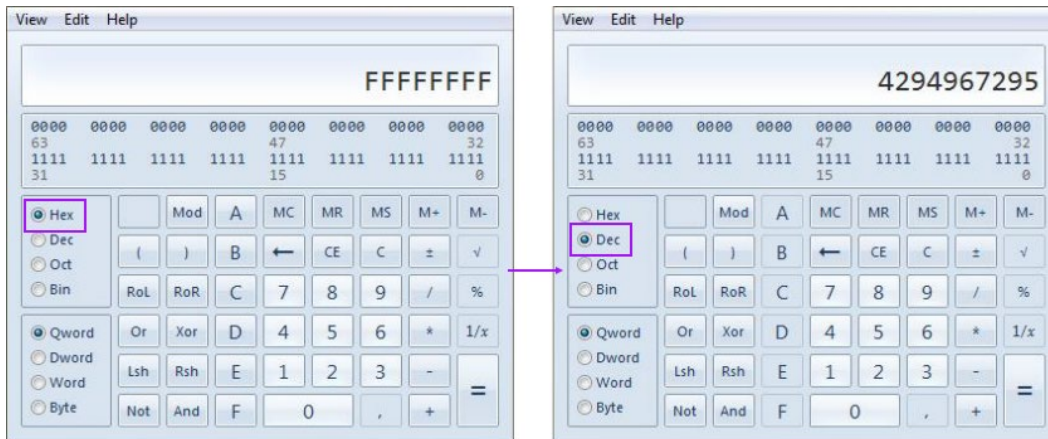 View Edit Help
FFFFFFFF
0000 0000 0000 0000 0000 0000 0000 0000
63 47 32
1111 1111 1111 1111 1111 1111 1111 1111
31 15 0
Hex Mod A MC MR MS M+ M-
Dec
( ) B ← CE C ± √
Oct
Bin RoL RoR C 7 8 9 / %
Qword Or Xor D 4 5 6 * 1/x
Dword
Lsh Rsh E 1 2 3 - =
Word
Byte Not And F 0 , +
View Edit Help
4294967295
0000 0000 0000 0000 0000 0000 0000 0000
63 47 32
1111 1111 1111 1111 1111 1111 1111 1111
31 15 0
Hex Mod A MC MR MS M+ M-
Dec
( ) B ← CE C ± √
Oct
Bin RoL RoR C 7 8 9 / %
Qword Or Xor D 4 5 6 * 1/x
Dword
Lsh Rsh E 1 2 3 - =
Word
Byte Not And F 0 , +